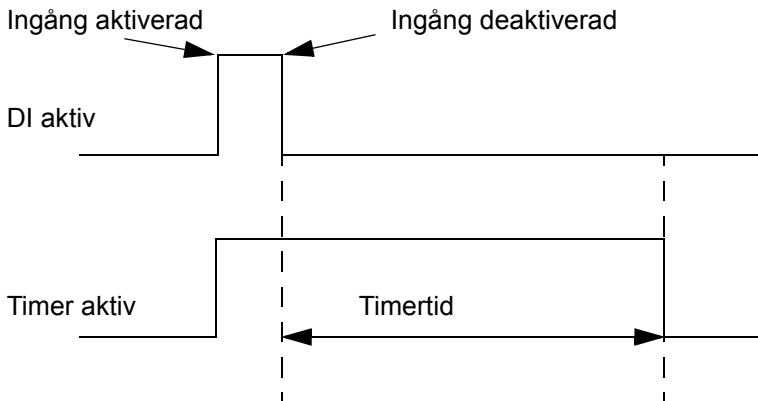 Ingång aktiverad
Ingång deaktiverad
DI aktiv
Timer aktiv
Timertid